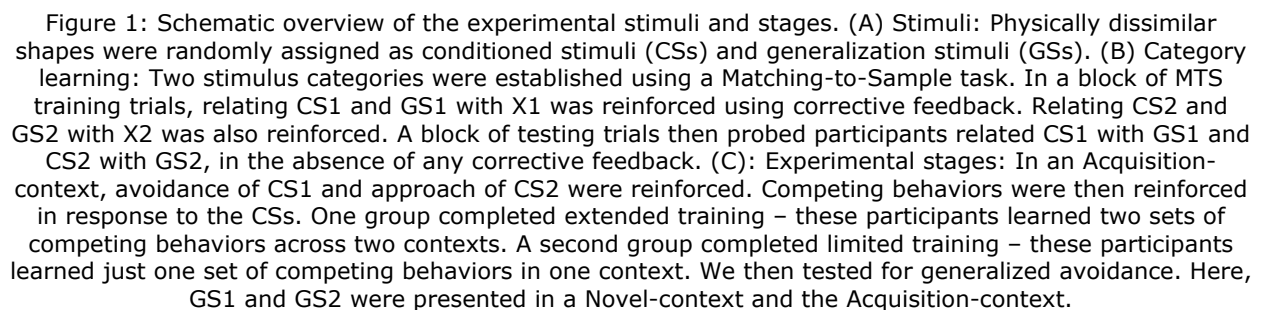 Figure 1: Schematic overview of the experimental stimuli and stages. (A) Stimuli: Physically dissimilar
shapes were randomly assigned as conditioned stimuli (CSs) and generalization stimuli (GSs). (B) Category
learning: Two stimulus categories were established using a Matching-to-Sample task. In a block of MTS
training trials, relating CS1 and GS1 with X1 was reinforced using corrective feedback. Relating CS2 and
GS2 with X2 was also reinforced. A block of testing trials then probed participants related CS1 with GS1 and
CS2 with GS2, in the absence of any corrective feedback. (C): Experimental stages: In an Acquisition-
context, avoidance of CS1 and approach of CS2 were reinforced. Competing behaviors were then reinforced
in response to the CSs. One group completed extended training – these participants learned two sets of
competing behaviors across two contexts. A second group completed limited training – these participants
learned just one set of competing behaviors in one context. We then tested for generalized avoidance. Here,
GS1 and GS2 were presented in a Novel-context and the Acquisition-context.